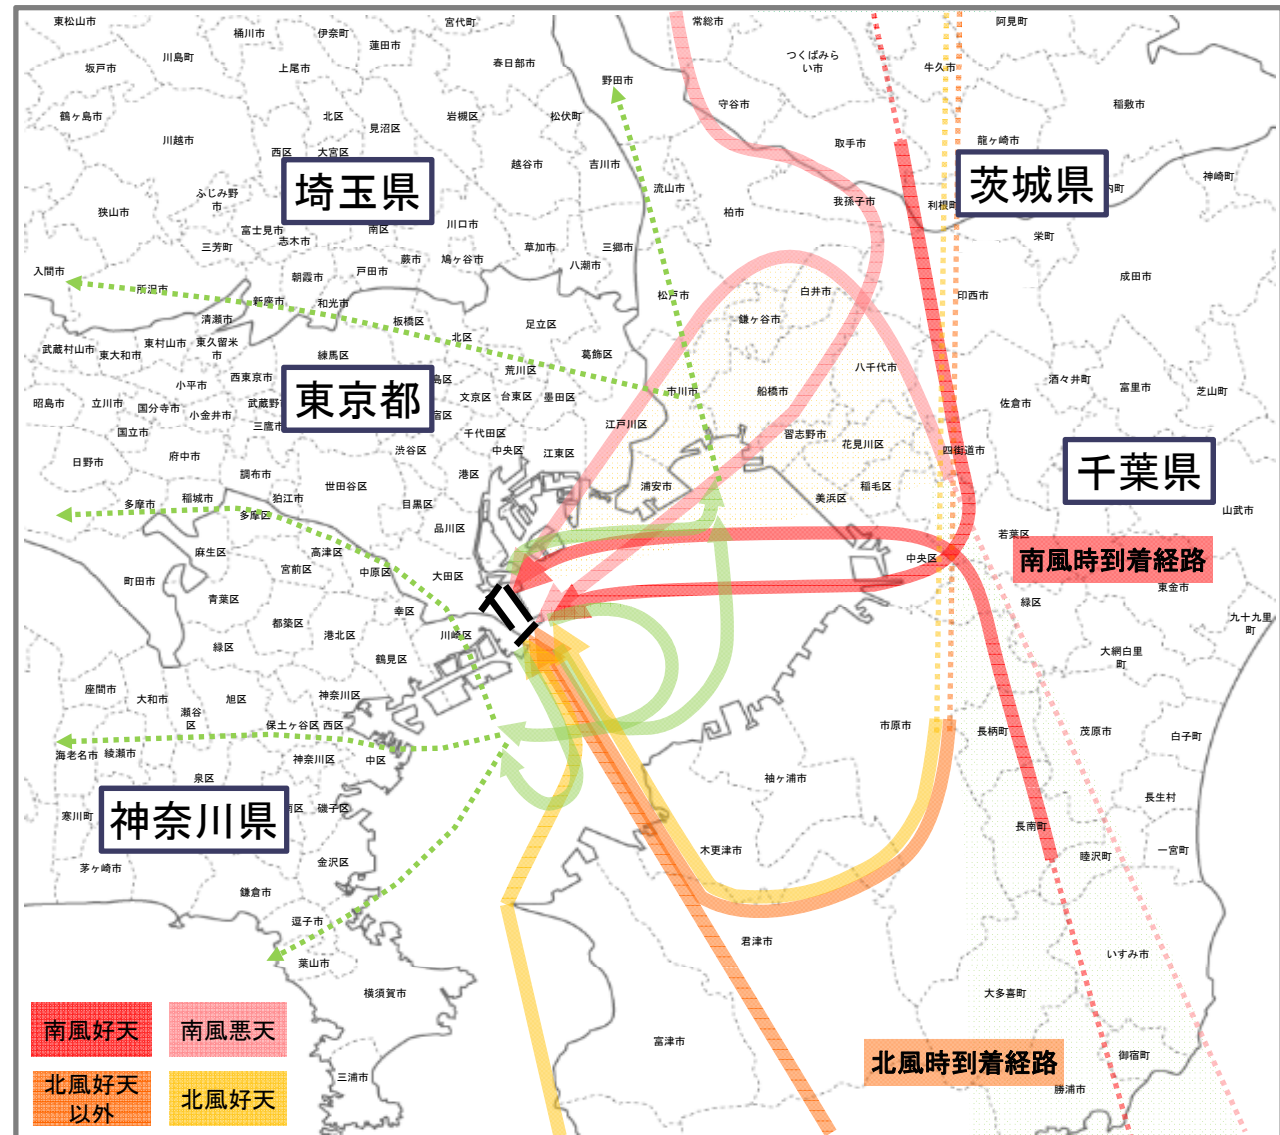 東松山市
桶川市
伊奈町
蓮田市
宮代町
常総市
阿見町
坂戸市
川島町
上尾市
春日部市
野田市
つくばみら
い市
牛久市
鶴ヶ島市
川越市
北区
見沼区
岩槻区
松伏町
守谷市
稲敷市
西区
大宮区
越谷市
吉川市
取手市
龍ヶ崎市
埼玉県
茨城県
神崎町
内町
狭山市
ふじみ野
市
流山市
柏市
我孫子市
利根町
三芳町
富士見市
志木市
南区
川口市
栄町
入間市
所沢市
朝霞市
戸田市
蕨市
鳩ヶ谷市
草加市
八潮市
三郷市
成田市
新座市
和光市
松戸市
白井市
印西市
清瀬市
板橋区
北区
足立区
鎌ヶ谷市
武蔵村山市
東大和市
東村山市
東久留米
市
練馬区
葛飾区
荒川区
八千代市
小平市
西東京市
東京都
島区
文京区
台東区
墨田区
市川市
船橋市
酒々井町
富里市
芝山町
昭島市
立川市
国分寺市
小金井市
武蔵野
宿区
佐倉市
国立市
三鷹市
千代田区
江戸川区
習志野市
花見川区
四街道市
日野市
府中市
調布市
渋谷区
中央区
江東区
港区
千葉県
多摩市
稲城市
狛江市
世田谷区
目黒区
浦安市
美浜区
稲毛区
山武市
多摩区
品川区
若葉区
麻生区
高津区
中央区
南風時到着経路
町田市
宮前区
中原区
大田区
東金市
青葉区
幸区
緑区
都築区
港北区
川崎区
九十九里
町
緑区
鶴見区
大網白里
町
座間市
大和市
瀬谷
区
旭区
神奈川区
保土ヶ谷区
西区
市原市
長柄町
茂原市
白子町
海老名市
綾瀬市
神奈川区
中区
泉区
袖ヶ浦市
神奈川県
寒川町
南区
磯子区
長南町
長生村
茅ヶ崎市
金沢区
木更津市
睦沢町
一宮町
鎌倉市
逗子市
君津市
葉山市
いすみ市
横須賀市
大多喜町
南風好天
南風悪天
富津市
北風時到着経路
御宿町
三浦市
勝浦市
北風好天
以外
北風好天